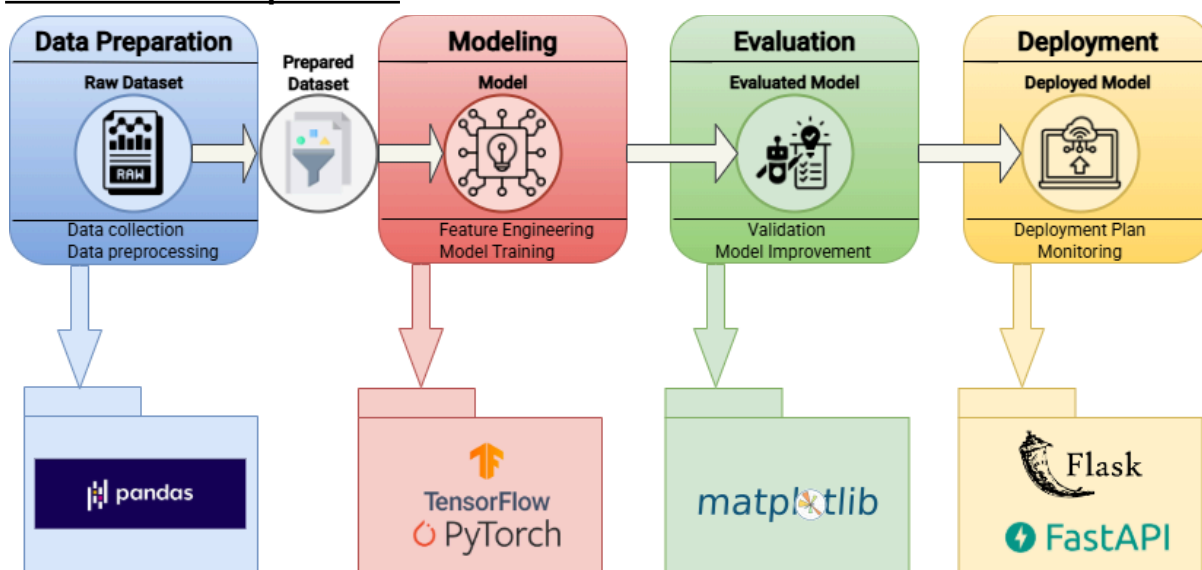 Data Preparation
Raw Dataset
RAW
Data collection
Data preprocessing
Prepared
Dataset
Modeling
Model
Feature Engineering
Model Training
Evaluation
Evaluated Model
Validation
Model Improvement
Deployment
Deployed Model
Deployment Plan
Monitoring
pandas
TensorFlow
PyTorch
matplotlib
Flask
FastAPI